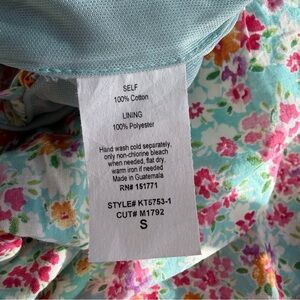 SELF
100% Cotton
LINING
100% Polyester
Hand wash cold separately,
only non-chlorine bleach
when needed, flat dry,
warm iron if needed
Made in Guatemala
RN# 151771
STYLE# KT5753-1
CUT# M1792
S